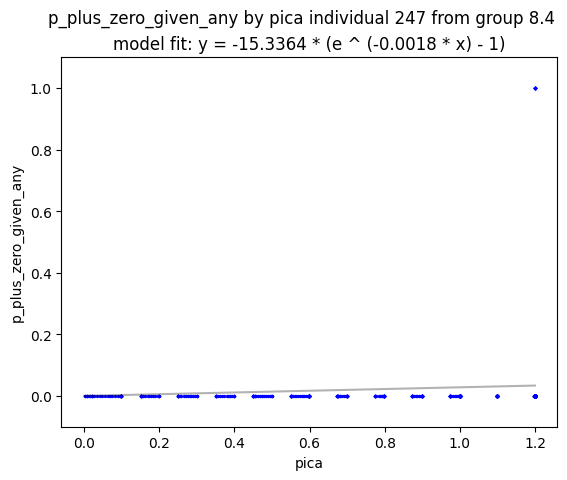 p_plus_zero_given_any by pica individual 247 from group 8.4
model fit: y = -15.3364 * (e ^ (-0.0018 * x) - 1)
1.0
0.8
0.6
0.4
0.2
0.0
p_plus_zero_given_any
0.0 0.2 0.4 0.6 0.8 1.0 1.2
pica